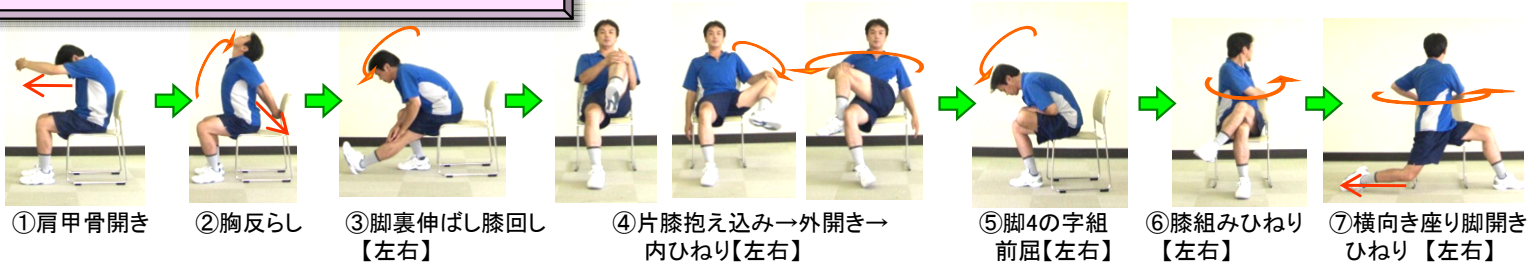 ①肩甲骨開き
②胸反らし
③脚裏伸ばし膝回し
【左右】
④片膝抱え込み→外開き→
内ひねり【左右】
⑤脚4の字組
前屈【左右】
⑥膝組みひねり
【左右】
⑦横向き座り脚開き
ひねり 【左右】